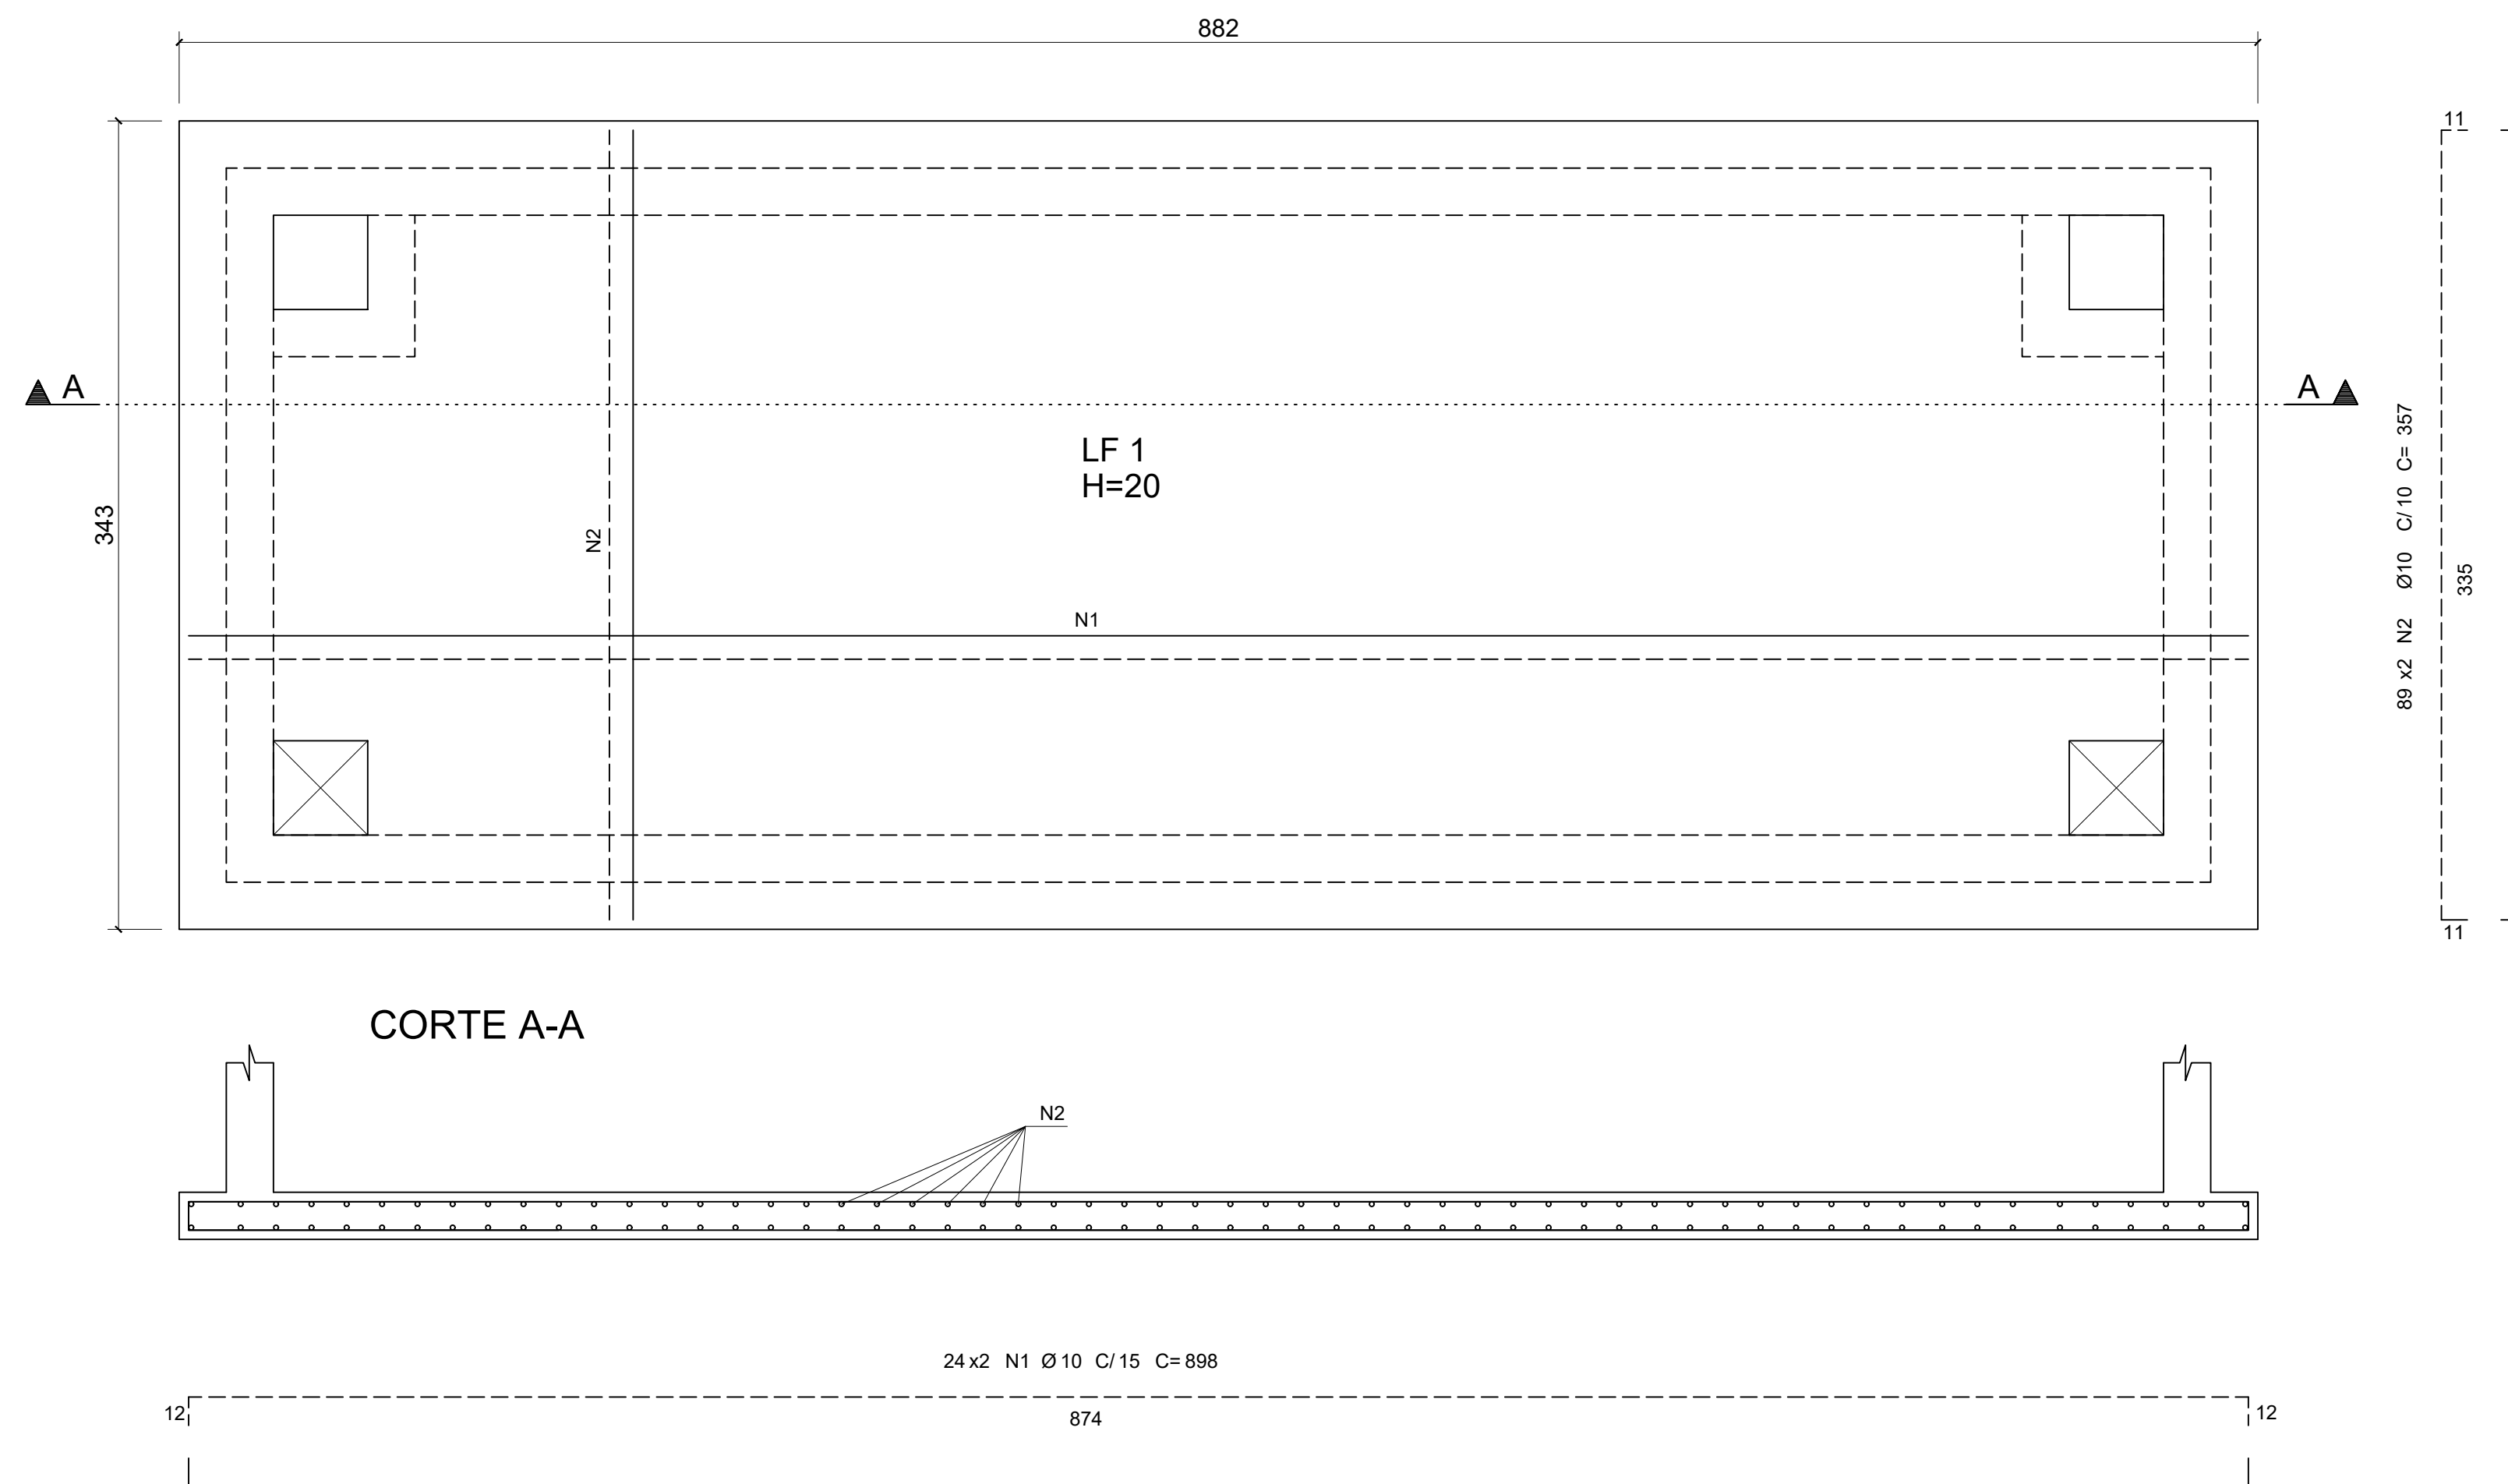 882
11
A
A
343
LF 1
H=20
N2
N1
89 x2 N2 Ø10 C/10 C= 357
335
11
CORTE A-A
N2
24 x2 N1 Ø 10 C/ 15 C= 898
12
874
12